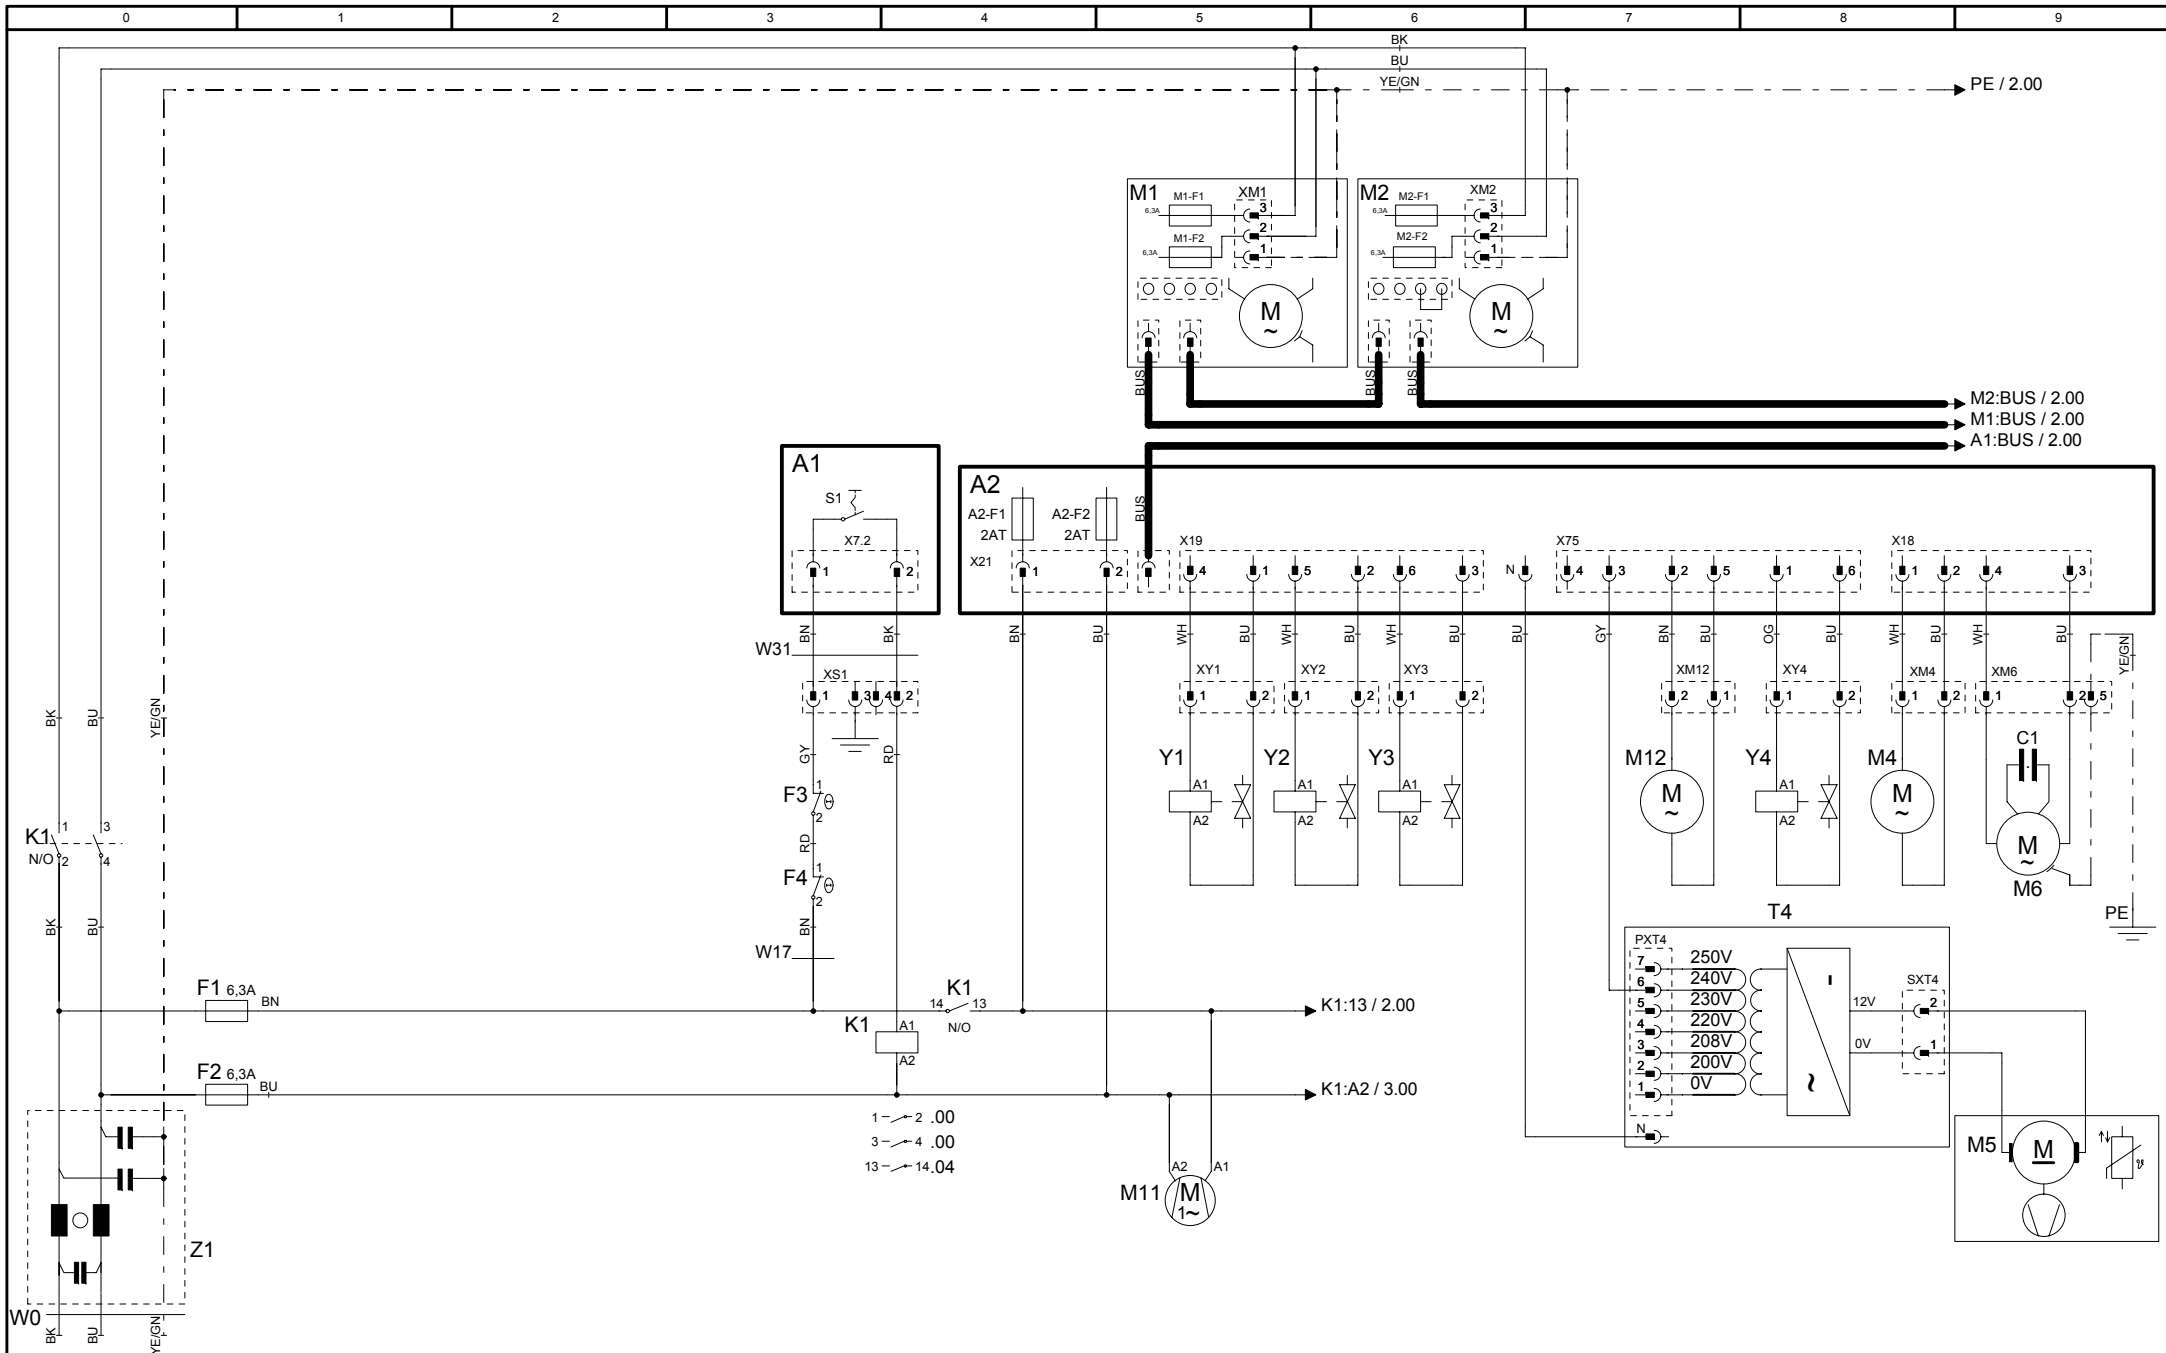 0 1 2 3 4 5 6 7 8 9
BK
BU
YE/GN
PE / 2.00
M1 M1-F1 XM1
6,3A 3
M1-F2 2
6,3A 1
M
~
BUS
M2 M2-F1 XM2
6,3A 3
M2-F2 2
6,3A 1
M
~
BUS BUS
M2:BUS / 2.00
M1:BUS / 2.00
A1:BUS / 2.00
A1
S1
X7.2
1 2
A2
A2-F1 A2-F2
2AT 2AT
BUS
X21 1 2
X19
4 1 5 2 6 3
N
X75
4 3 2 5 1 6
X18
1 2 4 3
BN BK BN BU WH BU WH BU WH BU BU GY BN BU OG BU WH BU WH BU YE/GN
W31
XS1
1 3 4 2
XY1
1 2
XY2
1 2
XY3
1 2
XM12
2 1
XY4
1 2
XM4
1 2
XM6
1 2 5
BK BU YE/GN
GY RD
Y1 Y2 Y3 M12 Y4 M4 C1
F3 1
2
A1 A1 A1 M A1 M
A2 A2 A2 ~ A2 ~
K1 1 3
N/O 2 4
RD
M
~
M6
F4 1
2
BK BU BN
W17
T4
PE
PXT4
7 250V
6 240V
5 230V
4 220V
3 208V
2 200V
1 0V
N
12V
0V
~
SXT4
2
1
F1 6,3A BN
K1
14 13
N/O
K1:13 / 2.00
K1 A1
A2
F2 6,3A BU
K1:A2 / 3.00
1 2 .00
3 4 .00
13 14 .04
A2 A1
M11 M
1~
M5 M
ϑ
Z1
W0
BK BU YE/GN